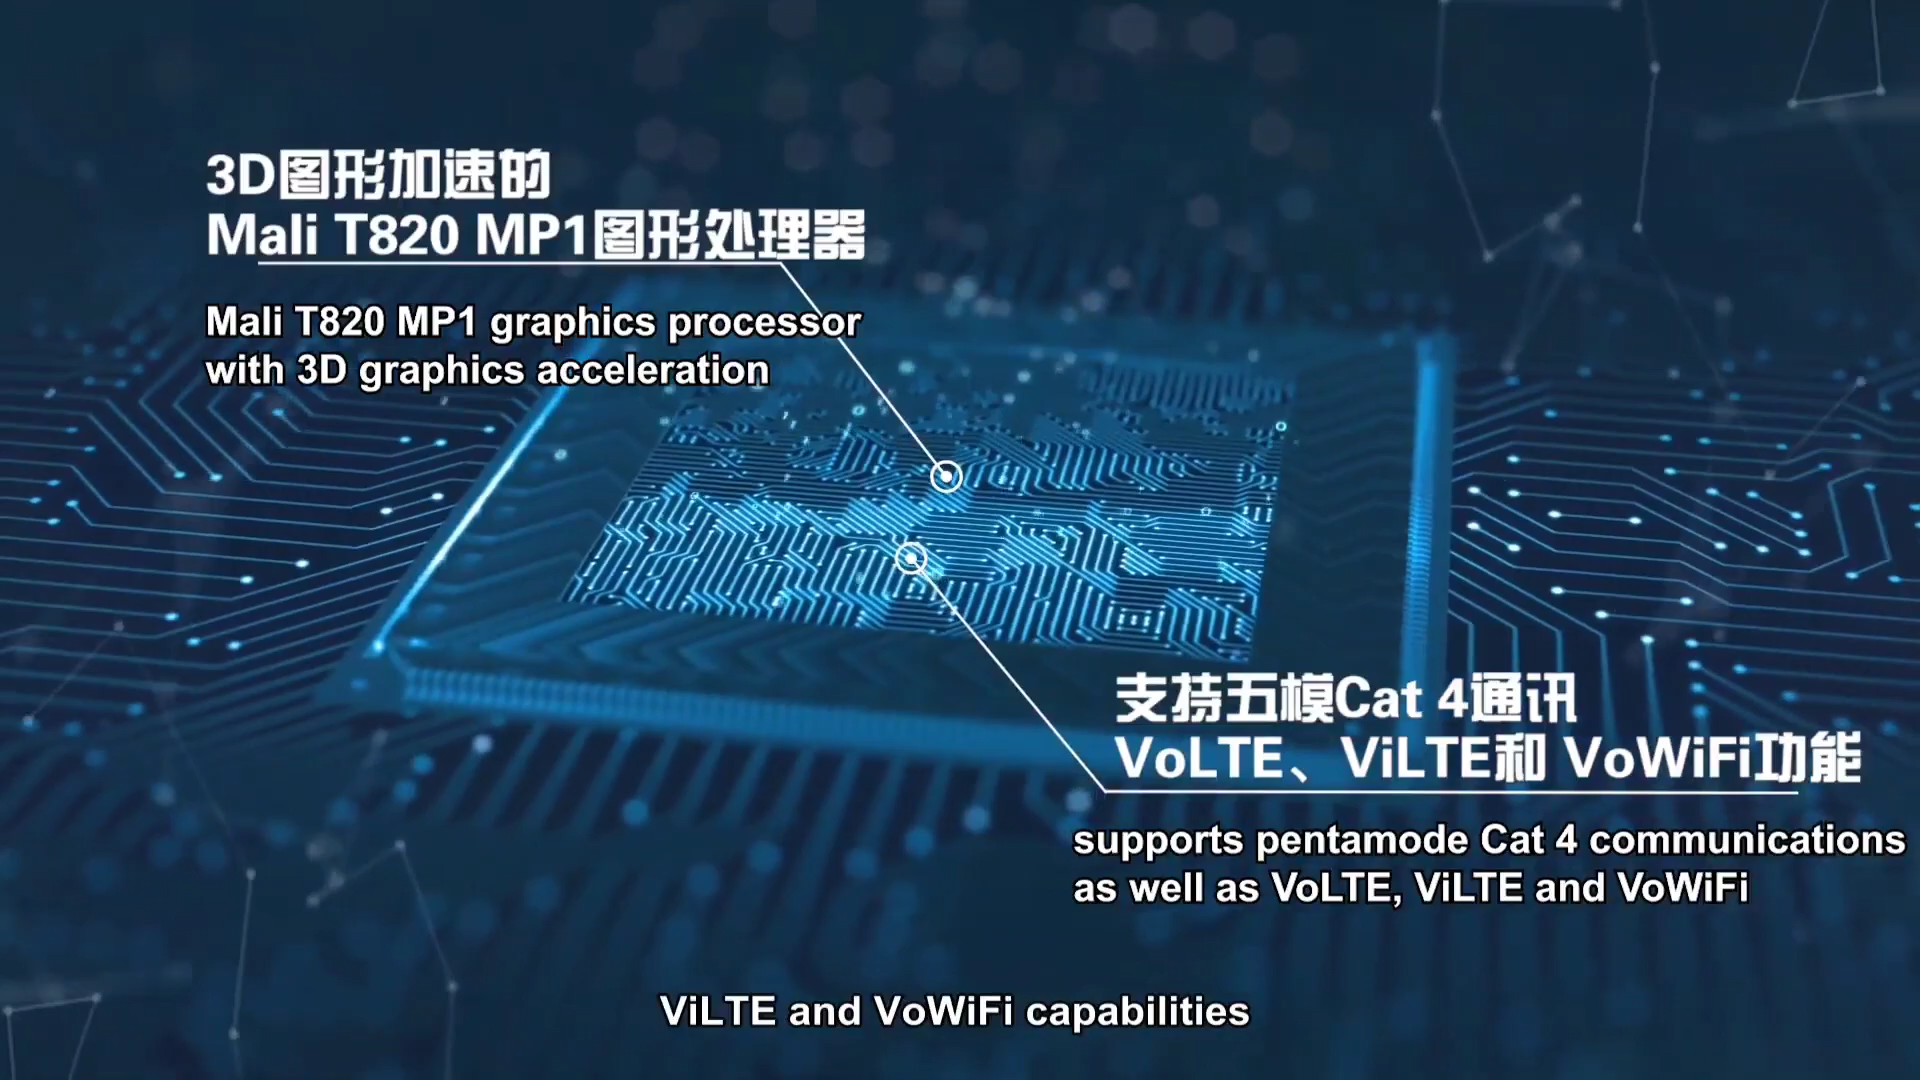 3D图形加速的
Mali T820 MP1图形处理器
Mali T820 MP1 graphics processor
with 3D graphics acceleration
支持五模Cat 4通讯
VoLTE、ViLTE和 VoWiFi功能
supports pentamode Cat 4 communications
as well as VoLTE, ViLTE and VoWiFi
ViLTE and VoWiFi capabilities